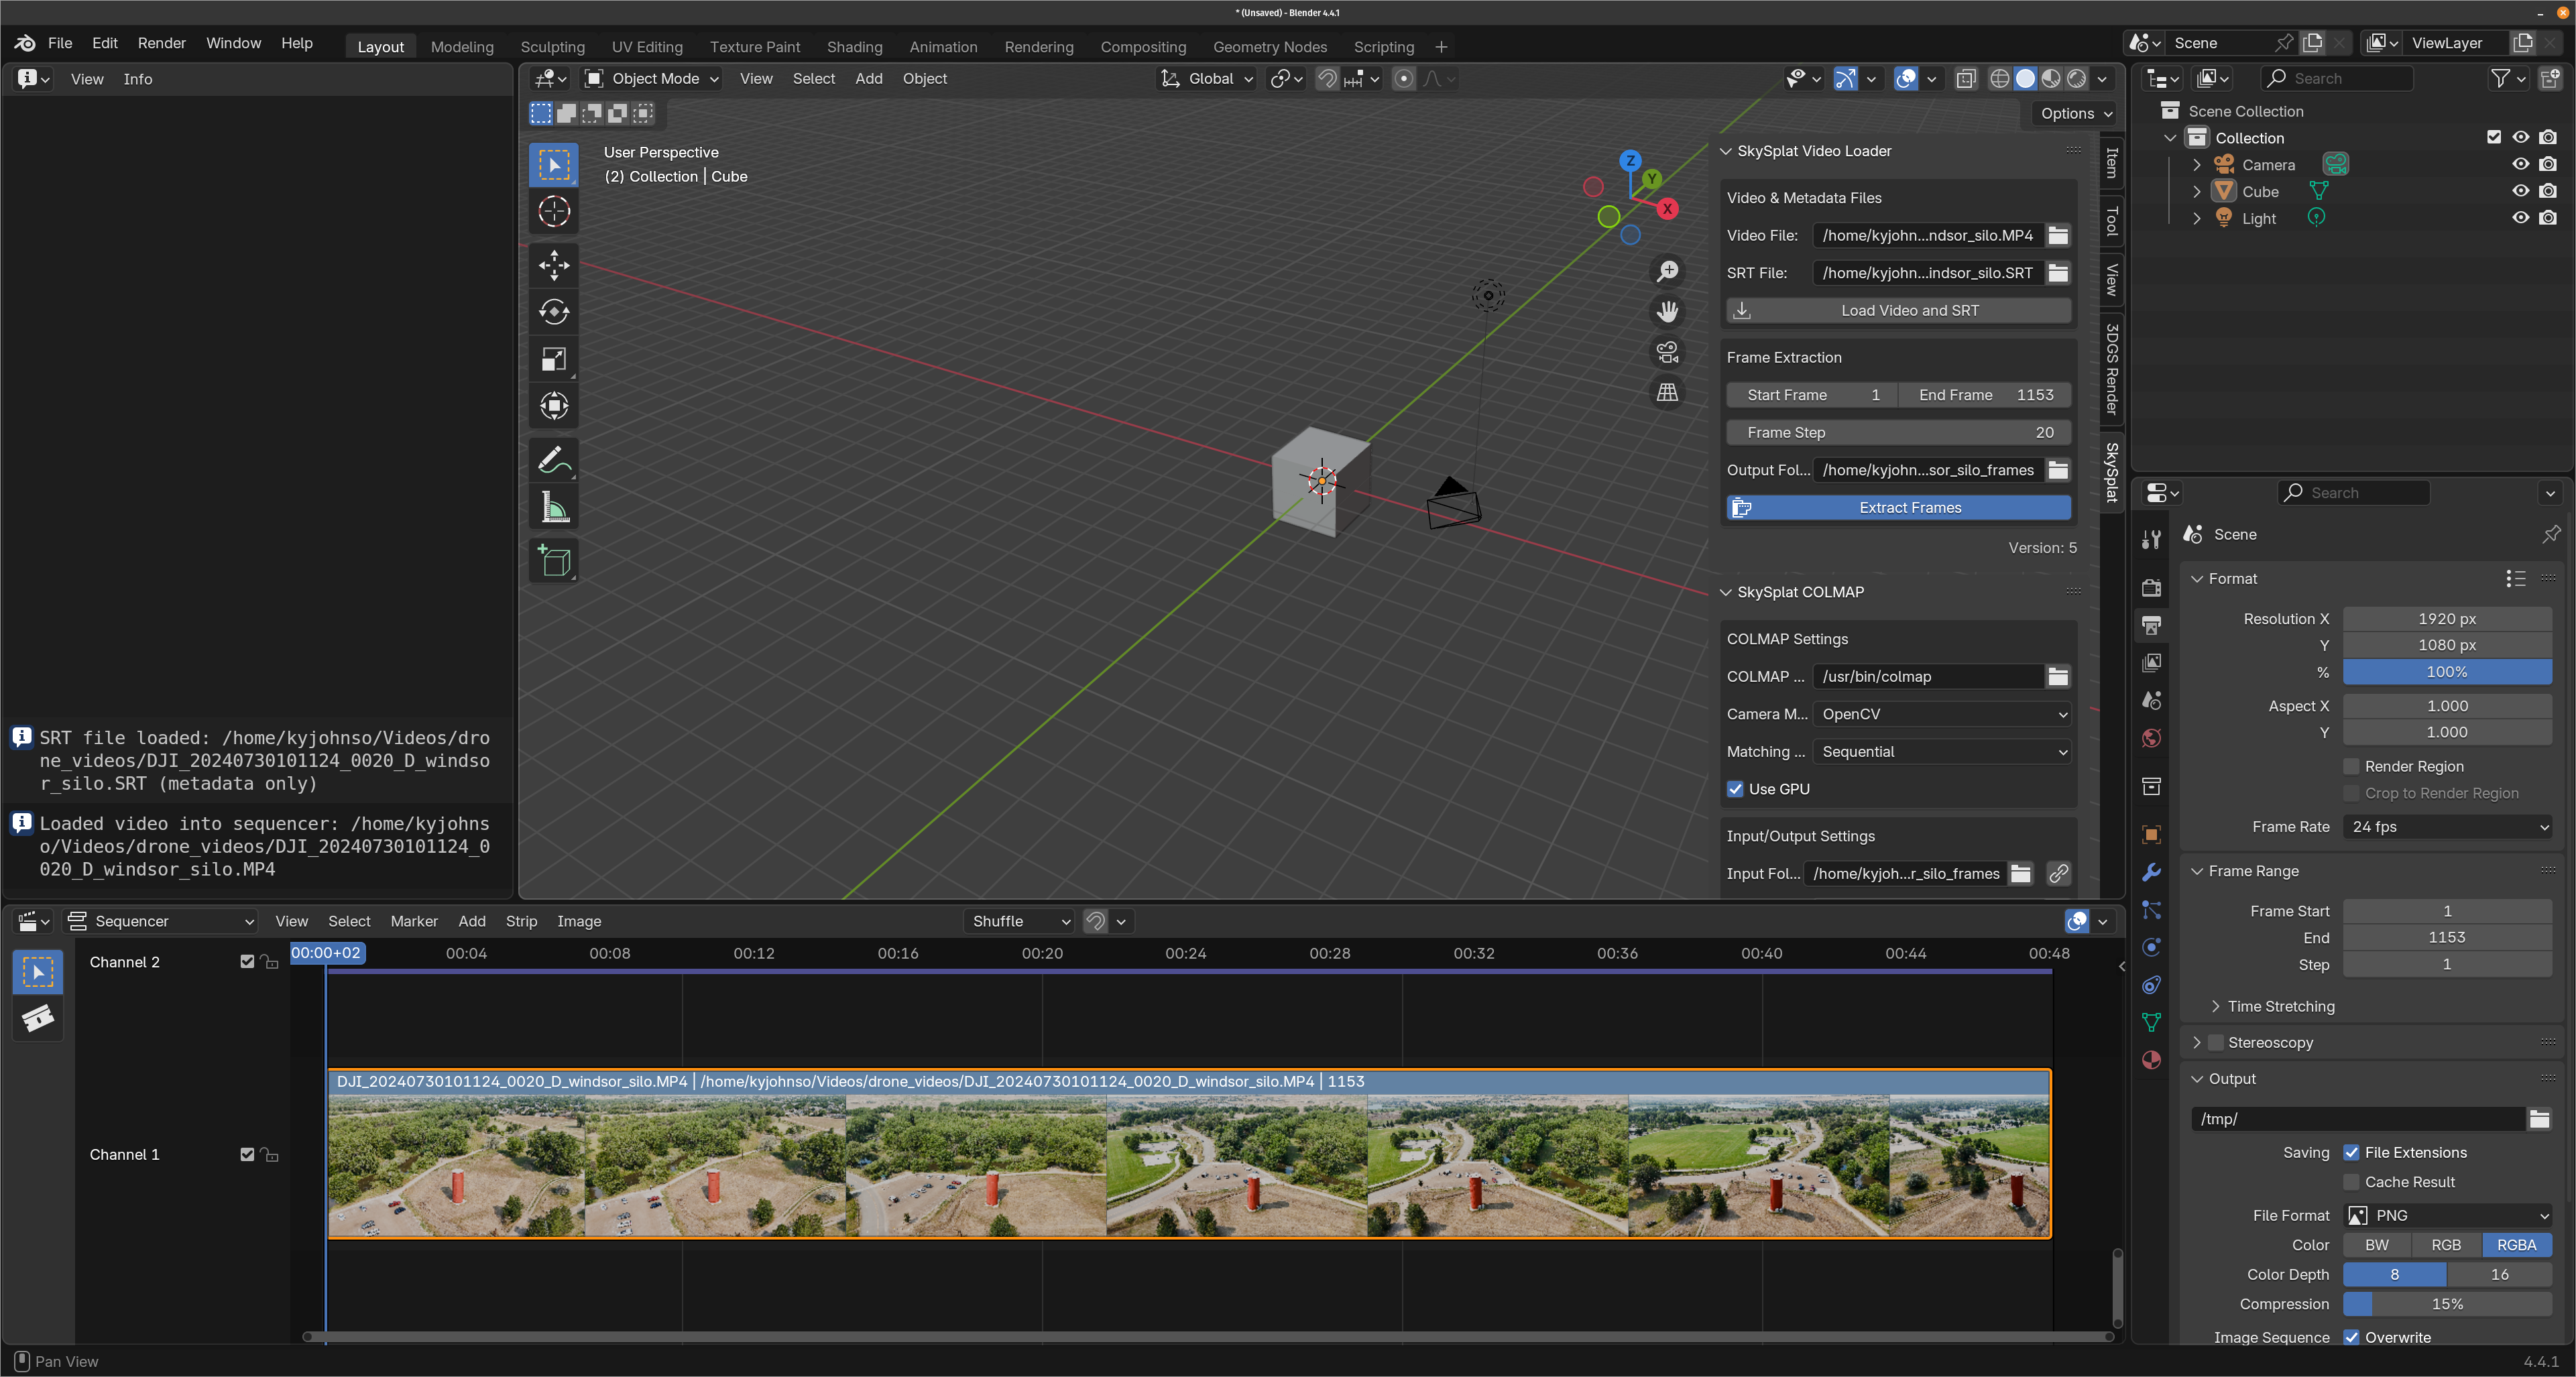 * (Unsaved) - Blender 4.4.1
File Edit Render Window Help Layout Modeling Sculpting UV Editing Texture Paint Shading Animation Rendering Compositing Geometry Nodes Scripting + Scene ViewLayer
View Info
SRT file loaded: /home/kyjohnso/Videos/dro
ne_videos/DJI_20240730101124_0020_D_windso
r_silo.SRT (metadata only)
Loaded video into sequencer: /home/kyjohns
o/Videos/drone_videos/DJI_20240730101124_0
020_D_windsor_silo.MP4
Object Mode View Select Add Object Global
Options
User Perspective
(2) Collection | Cube
Z
Y
X
SkySplat Video Loader
Video & Metadata Files
Video File: /home/kyjohn...ndsor_silo.MP4
SRT File: /home/kyjohn...indsor_silo.SRT
Load Video and SRT
Frame Extraction
Start Frame 1 End Frame 1153
Frame Step 20
Output Fol... /home/kyjohn...sor_silo_frames
Extract Frames
Version: 5
SkySplat COLMAP
COLMAP Settings
COLMAP ... /usr/bin/colmap
Camera M... OpenCV
Matching ... Sequential
Use GPU
Input/Output Settings
Input Fol... /home/kyjoh...r_silo_frames
Item
Tool
View
3DGS Render
SkySplat
Search
Scene Collection
Collection
Camera
Cube
Light
Search
Scene
Format
Resolution X 1920 px
Y 1080 px
% 100%
Aspect X 1.000
Y 1.000
Render Region
Crop to Render Region
Frame Rate 24 fps
Frame Range
Frame Start 1
End 1153
Step 1
Time Stretching
Stereoscopy
Output
/tmp/
Saving File Extensions
Cache Result
File Format PNG
Color BW RGB RGBA
Color Depth 8 16
Compression 15%
Image Sequence Overwrite
Sequencer View Select Marker Add Strip Image Shuffle
00:00+02 00:04 00:08 00:12 00:16 00:20 00:24 00:28 00:32 00:36 00:40 00:44 00:48
Channel 2
DJI_20240730101124_0020_D_windsor_silo.MP4 | /home/kyjohnso/Videos/drone_videos/DJI_20240730101124_0020_D_windsor_silo.MP4 | 1153
Channel 1
Pan View
4.4.1